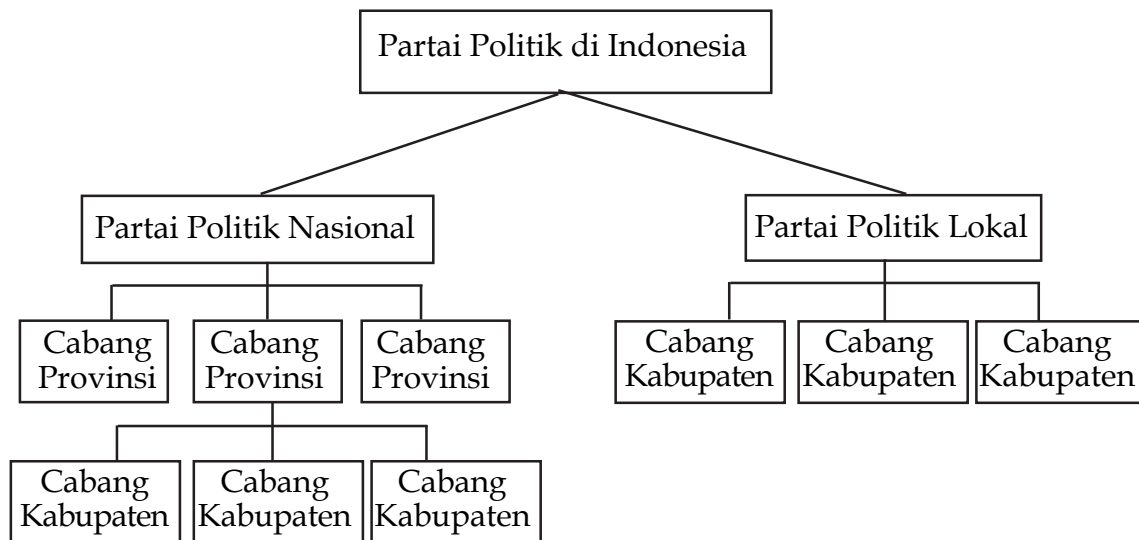 Partai Politik di Indonesia
Partai Politik Nasional
Partai Politik Lokal
Cabang
Provinsi
Cabang
Provinsi
Cabang
Provinsi
Cabang
Kabupaten
Cabang
Kabupaten
Cabang
Kabupaten
Cabang
Kabupaten
Cabang
Kabupaten
Cabang
Kabupaten